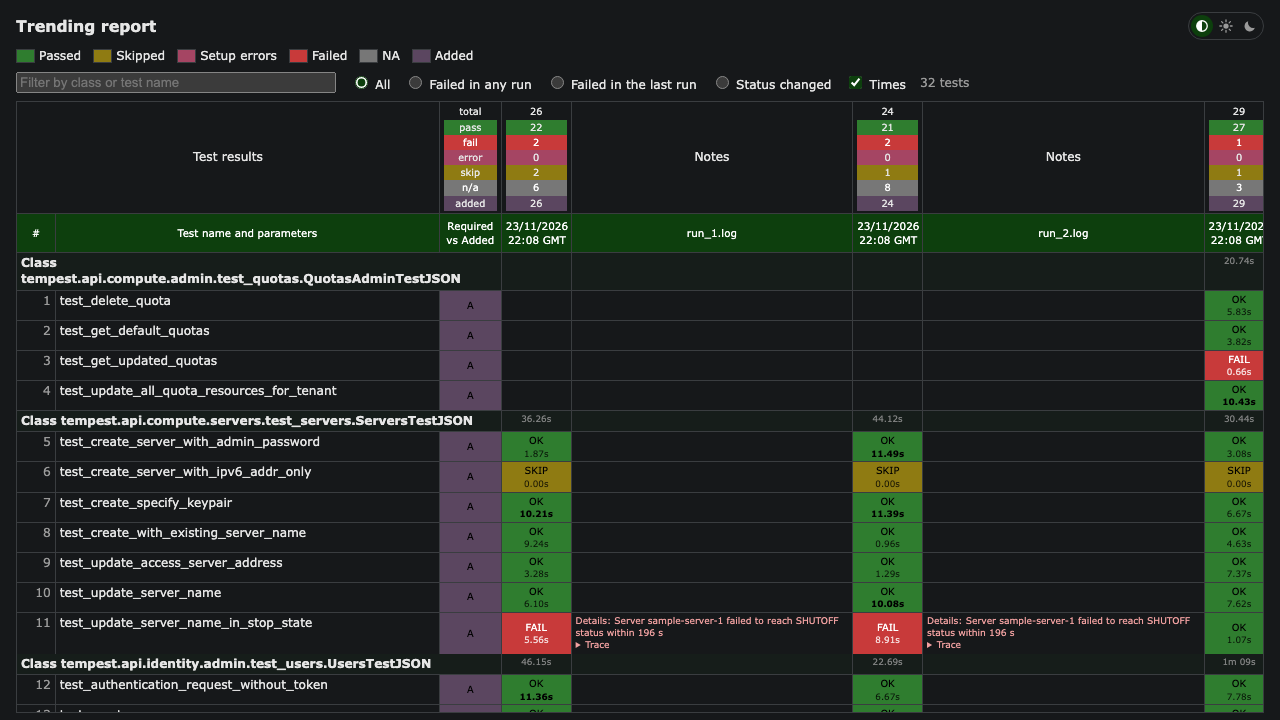 Trending report
Passed Skipped Setup errors Failed NA Added
Filter by class or test name All Failed in any run Failed in the last run Status changed Times 32 tests
Test results
total 26 24 29
pass 22 21 27
fail 2 2 1
error 0 0 0
skip 2 1 1
n/a 6 8 3
added 26 24 29
Notes Notes
# Test name and parameters Required vs Added 23/11/2026 22:08 GMT run_1.log 23/11/2026 22:08 GMT run_2.log 22:08 GM
Class
tempest.api.compute.admin.test_quotas.QuotasAdminTestJSON 20.74s
1 test_delete_quota A OK 5.83s
2 test_get_default_quotas A OK 3.82s
3 test_get_updated_quotas A FAIL 0.66s
4 test_update_all_quota_resources_for_tenant A OK 10.43s
Class tempest.api.compute.servers.test_servers.ServersTestJSON 36.26s 44.12s 30.44s
5 test_create_server_with_admin_password A OK 1.87s OK 11.49s OK 3.08s
6 test_create_server_with_ipv6_addr_only A SKIP 0.00s SKIP 0.00s SKIP 0.00s
7 test_create_specify_keypair A OK 10.21s OK 11.39s OK 6.67s
8 test_create_with_existing_server_name A OK 9.24s OK 0.96s OK 4.63s
9 test_update_access_server_address A OK 3.28s OK 1.29s OK 7.37s
10 test_update_server_name A OK 6.10s OK 10.08s OK 7.62s
11 test_update_server_name_in_stop_state A FAIL 5.56s Details: Server sample-server-1 failed to reach SHUTOFF status within 196 s ▸ Trace FAIL 8.91s Details: Server sample-server-1 failed to reach SHUTOFF status within 196 s ▸ Trace OK 1.07s
Class tempest.api.identity.admin.test_users.UsersTestJSON 46.15s 22.69s 1m 09s
12 test_authentication_request_without_token A OK 11.36s OK 6.67s OK 7.78s